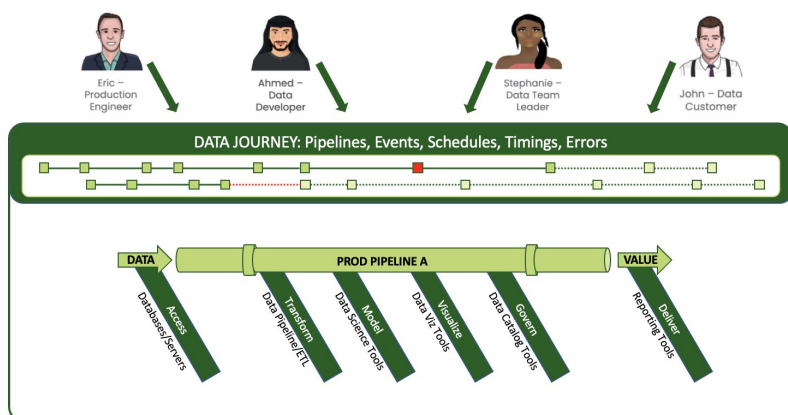 Eric –
Production
Engineer
Ahmed –
Data
Developer
Stephanie –
Data Team
Leader
John – Data
Customer
DATA JOURNEY: Pipelines, Events, Schedules, Timings, Errors
DATA
PROD PIPELINE A
VALUE
Access
Databases/Servers
Transform
Data Pipeline/ETL
Model
Data Science Tools
Visualize
Data Viz Tools
Govern
Data Catalog Tools
Deliver
Reporting Tools